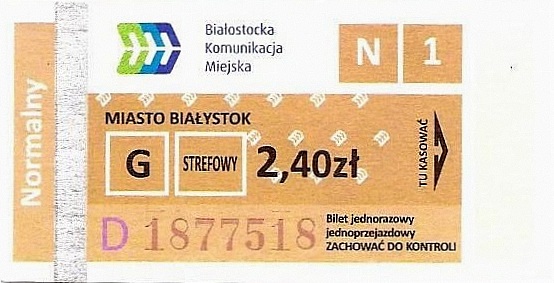 Normalny
Białostocka
Komunikacja
Miejska
N 1
MIASTO BIAŁYSTOK
G STREFOWY 2,40zł
TU KASOWAĆ
D 1877518
Bilet jednorazowy
jednoprzejazdowy
ZACHOWAĆ DO KONTROLI